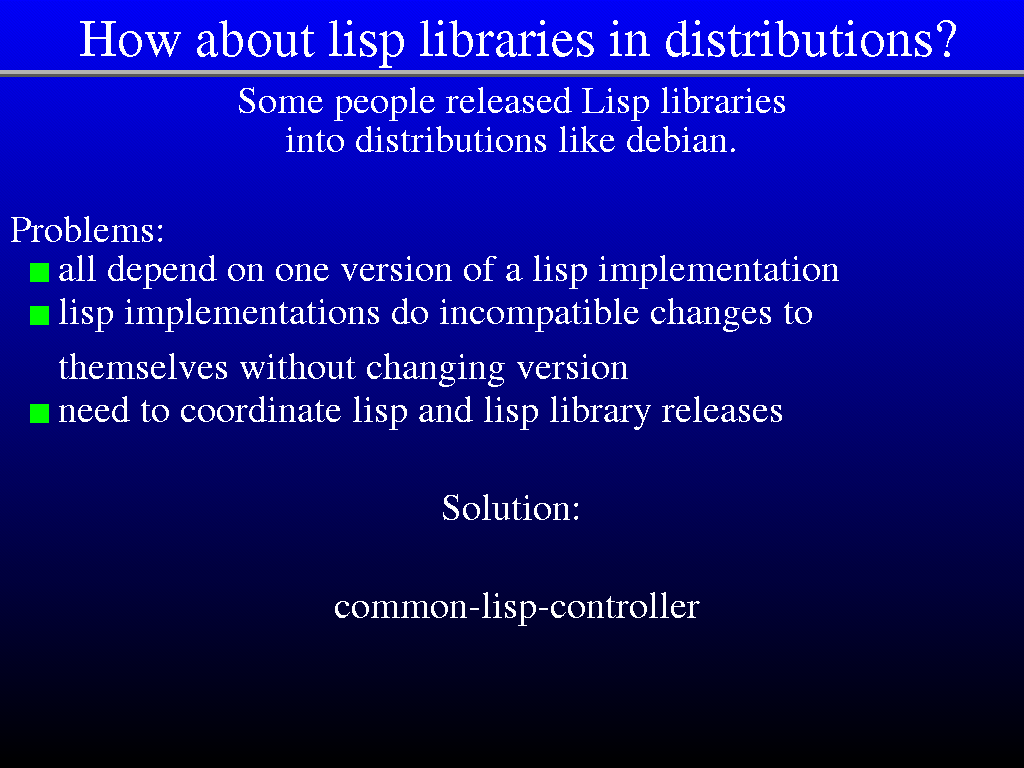 How about lisp libraries in distributions?
Some people released Lisp libraries
into distributions like debian.
Problems:
all depend on one version of a lisp implementation
lisp implementations do incompatible changes to
themselves without changing version
need to coordinate lisp and lisp library releases
Solution:
common-lisp-controller